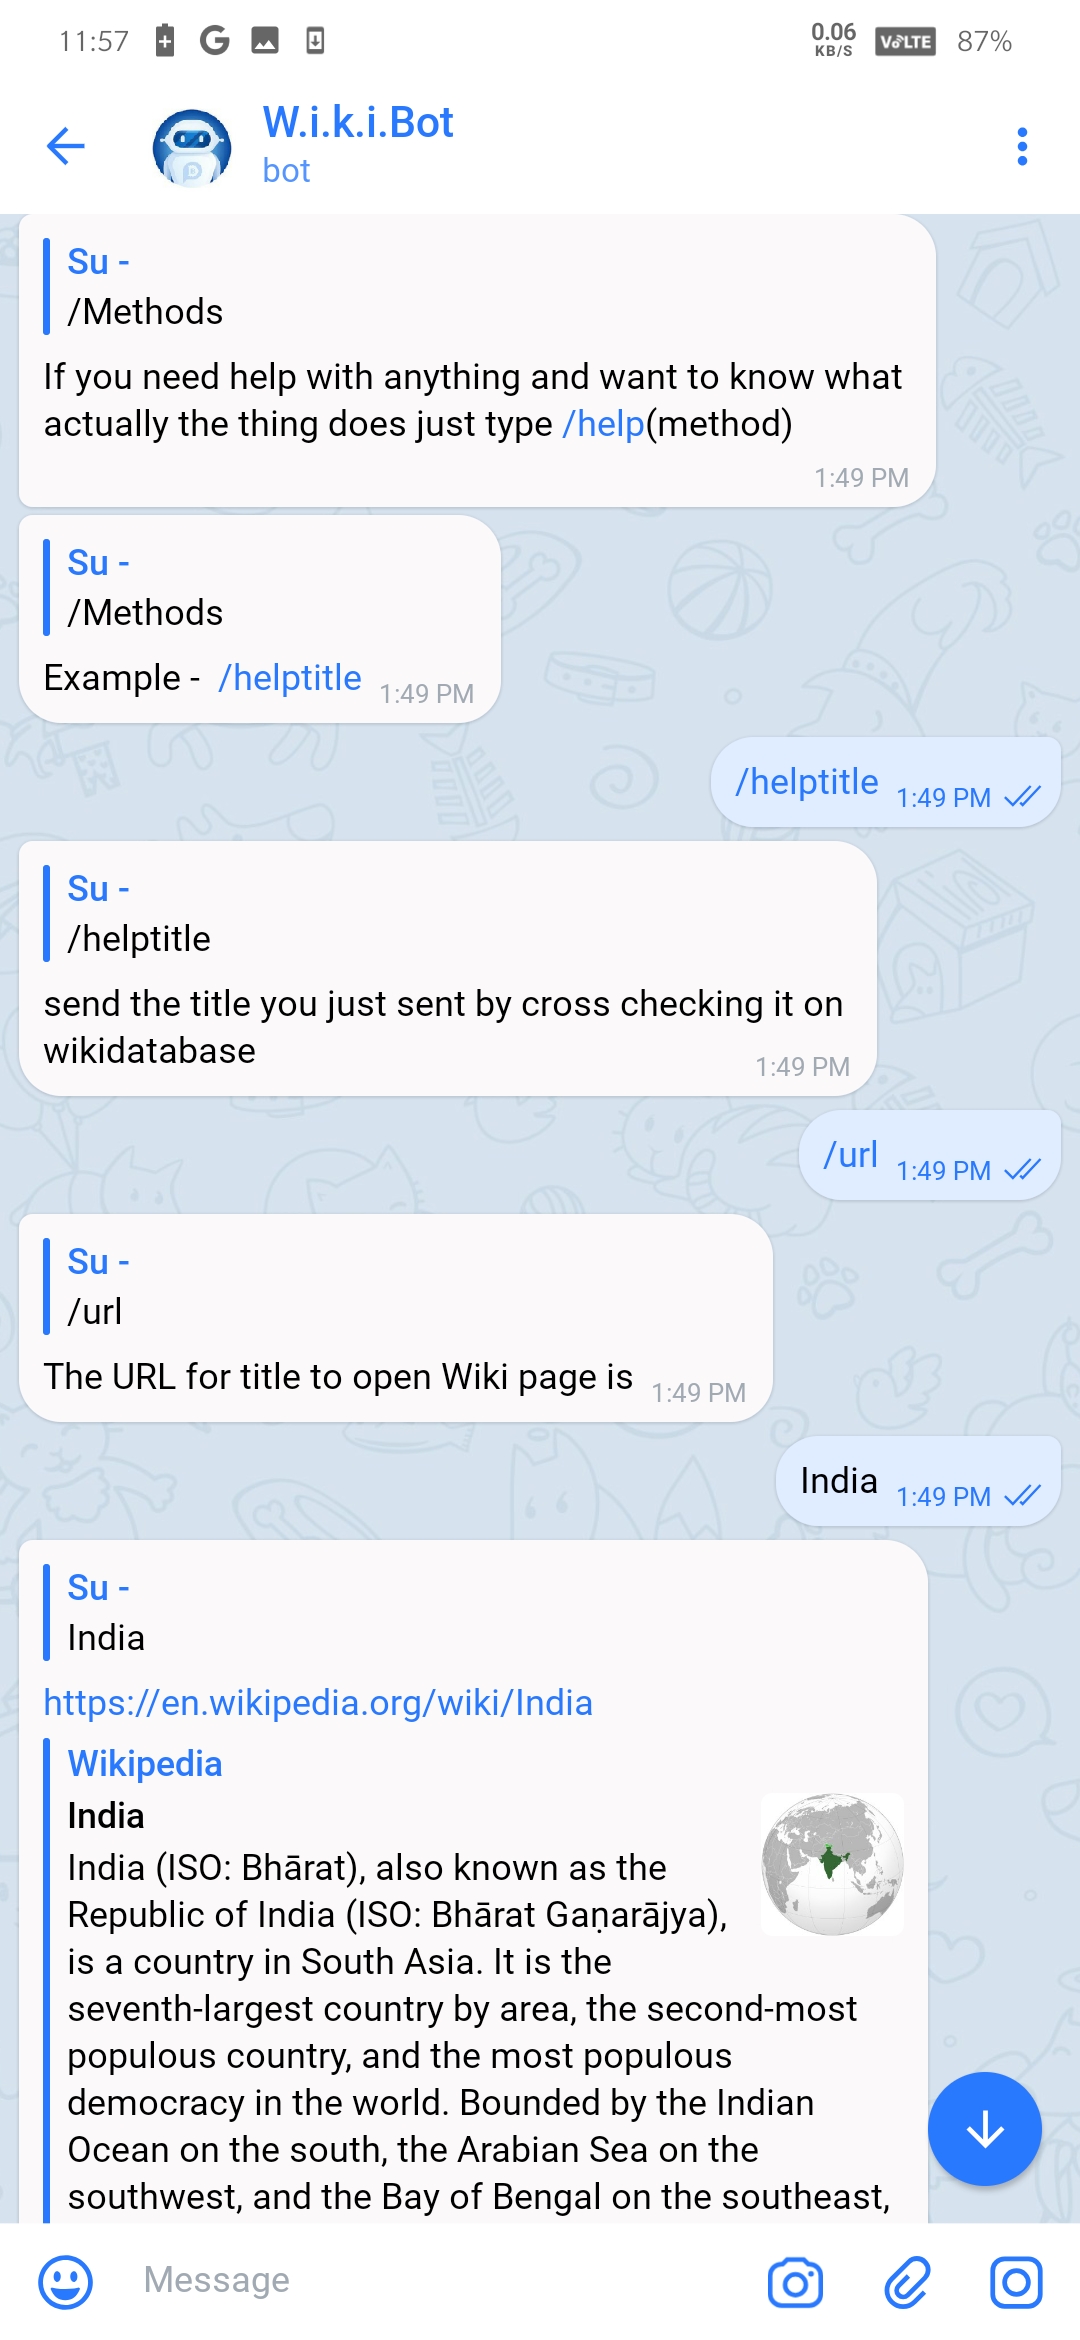 11:57
0.06
KB/S
VoLTE
87%
W.i.k.i.Bot
bot
Su -
/Methods
If you need help with anything and want to know what
actually the thing does just type /help(method)
1:49 PM
Su -
/Methods
Example - /helptitle 1:49 PM
/helptitle 1:49 PM
Su -
/helptitle
send the title you just sent by cross checking it on
wikidatabase
1:49 PM
/url 1:49 PM
Su -
/url
The URL for title to open Wiki page is 1:49 PM
India 1:49 PM
Su -
India
https://en.wikipedia.org/wiki/India
Wikipedia
India
India (ISO: Bhārat), also known as the
Republic of India (ISO: Bhārat Gaṇarājya),
is a country in South Asia. It is the
seventh-largest country by area, the second-most
populous country, and the most populous
democracy in the world. Bounded by the Indian
Ocean on the south, the Arabian Sea on the
southwest, and the Bay of Bengal on the southeast,
Message